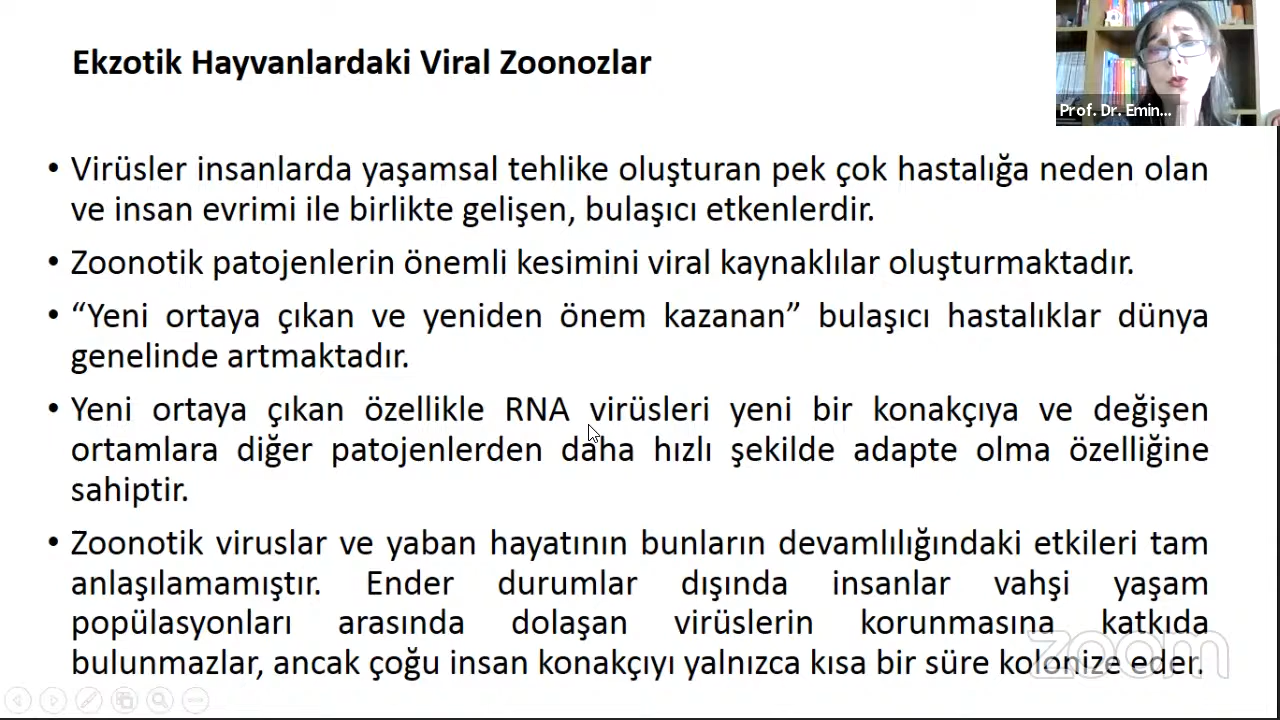 Ekzotik Hayvanlardaki Viral Zoonozlar
Prof. Dr. Emin...
• Virüsler insanlarda yaşamsal tehlike oluşturan pek çok hastalığa neden olan
ve insan evrimi ile birlikte gelişen, bulaşıcı etkenlerdir.
• Zoonotik patojenlerin önemli kesimini viral kaynaklılar oluşturmaktadır.
• “Yeni ortaya çıkan ve yeniden önem kazanan” bulaşıcı hastalıklar dünya
genelinde artmaktadır.
• Yeni ortaya çıkan özellikle RNA virüsleri yeni bir konakçıya ve değişen
ortamlara diğer patojenlerden daha hızlı şekilde adapte olma özelliğine
sahiptir.
• Zoonotik viruslar ve yaban hayatının bunların devamlılığındaki etkileri tam
anlaşılamamıştır. Ender durumlar dışında insanlar vahşi yaşam
popülasyonları arasında dolaşan virüslerin korunmasına katkıda
bulunmazlar, ancak çoğu insan konakçıyı yalnızca kısa bir süre kolonize eder.
zoom